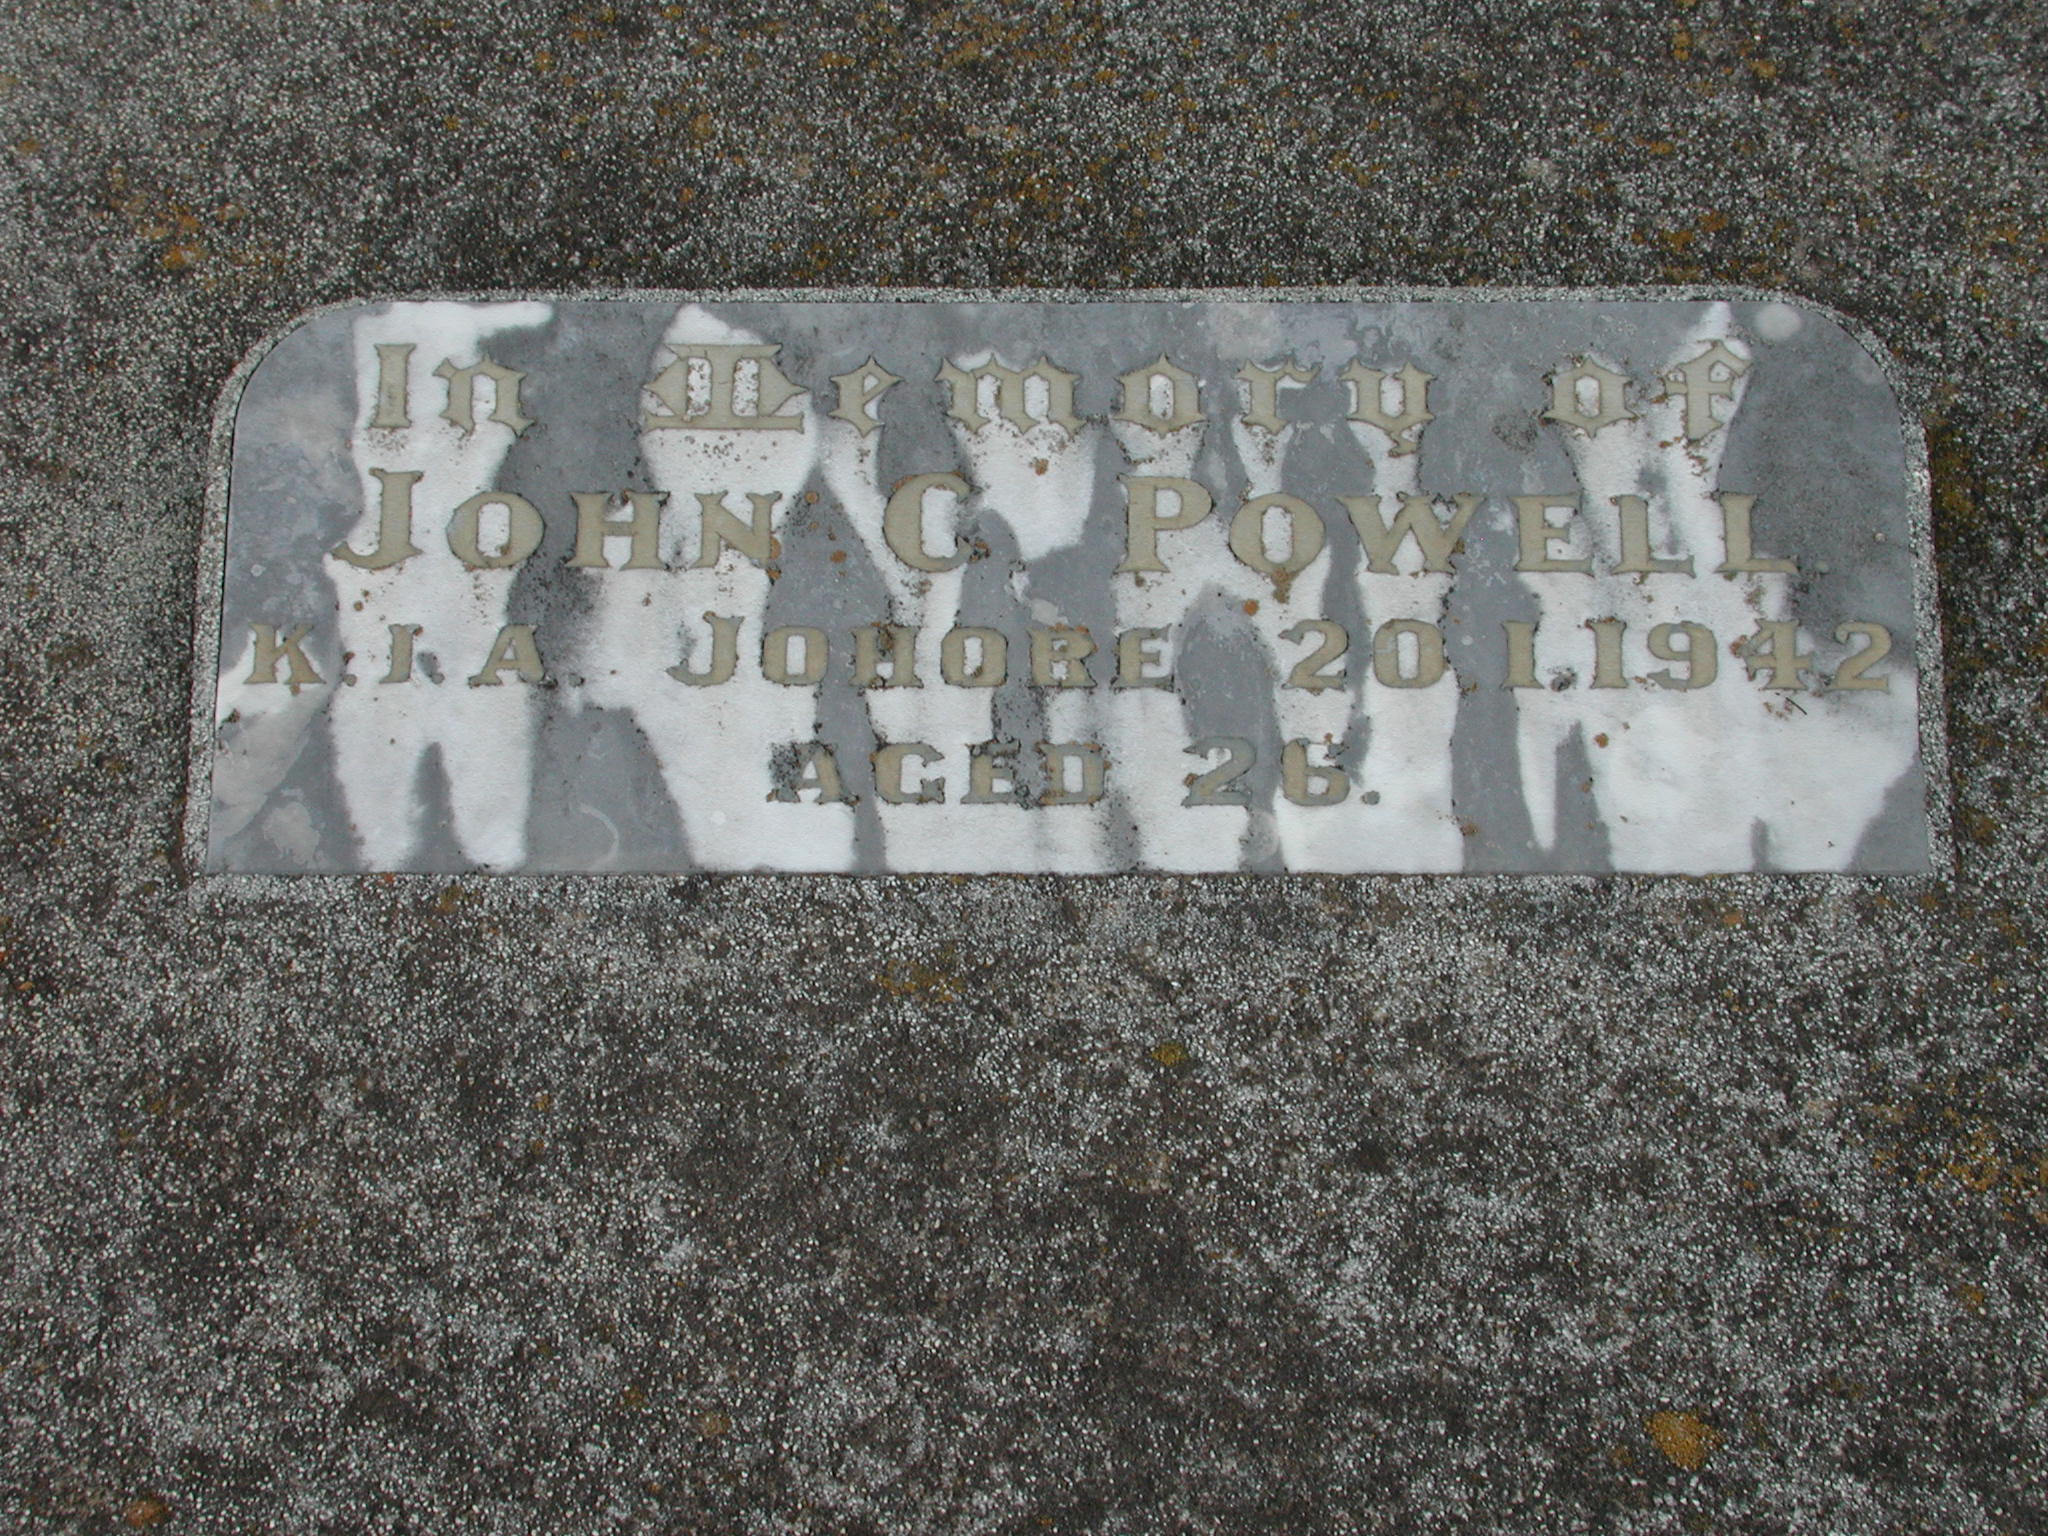 In Memory of
JOHN C. POWELL.
K.I.A. JOHORE 20.1.1942
AGED 26.